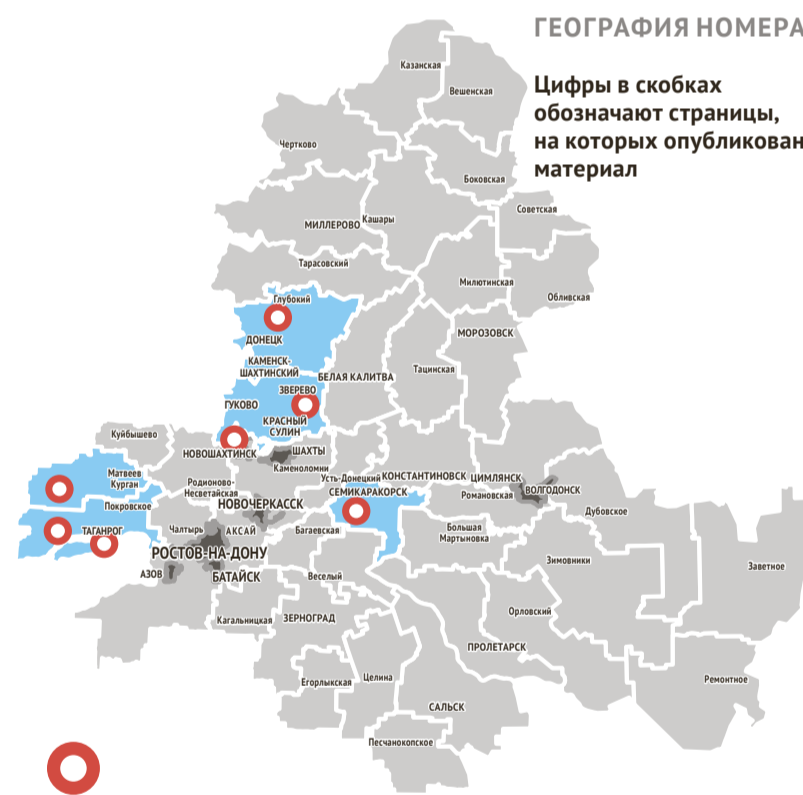 ГЕОГРАФИЯ НОМЕРА
Цифры в скобках
обозначают страницы,
на которых опубликован
материал
Казанская
Вешенская
Чертково
Боковская
Советская
МИЛЛЕРОВО
Кашары
Тарасовский
Милютинская
Обливская
Глубокий
ДОНЕЦК
МОРОЗОВСК
КАМЕНСК-
ШАХТИНСКИЙ
БЕЛАЯ КАЛИТВА
Тацинская
ЗВЕРЕВО
ГУКОВО
КРАСНЫЙ
СУЛИН
Куйбышево
НОВОШАХТИНСК
ШАХТЫ
Каменоломни
Матвеев
Курган
Родионово-
Несветайская
Усть-Донецкий
КОНСТАНТИНОВСК
ЦИМЛЯНСК
СЕМИКАРАКОРСК
Романовская
ВОЛГОДОНСК
Покровское
НОВОЧЕРКАССК
Дубовское
ТАГАНРОГ
Чалтырь
АКСАЙ
Багаевская
Большая
Мартыновка
РОСТОВ-НА-ДОНУ
Зимовники
Заветное
АЗОВ
БАТАЙСК
Веселый
Кагальницкая
ЗЕРНОГРАД
Орловский
ПРОЛЕТАРСК
Егорлыкская
Целина
Ремонтное
САЛЬСК
Песчанокопское